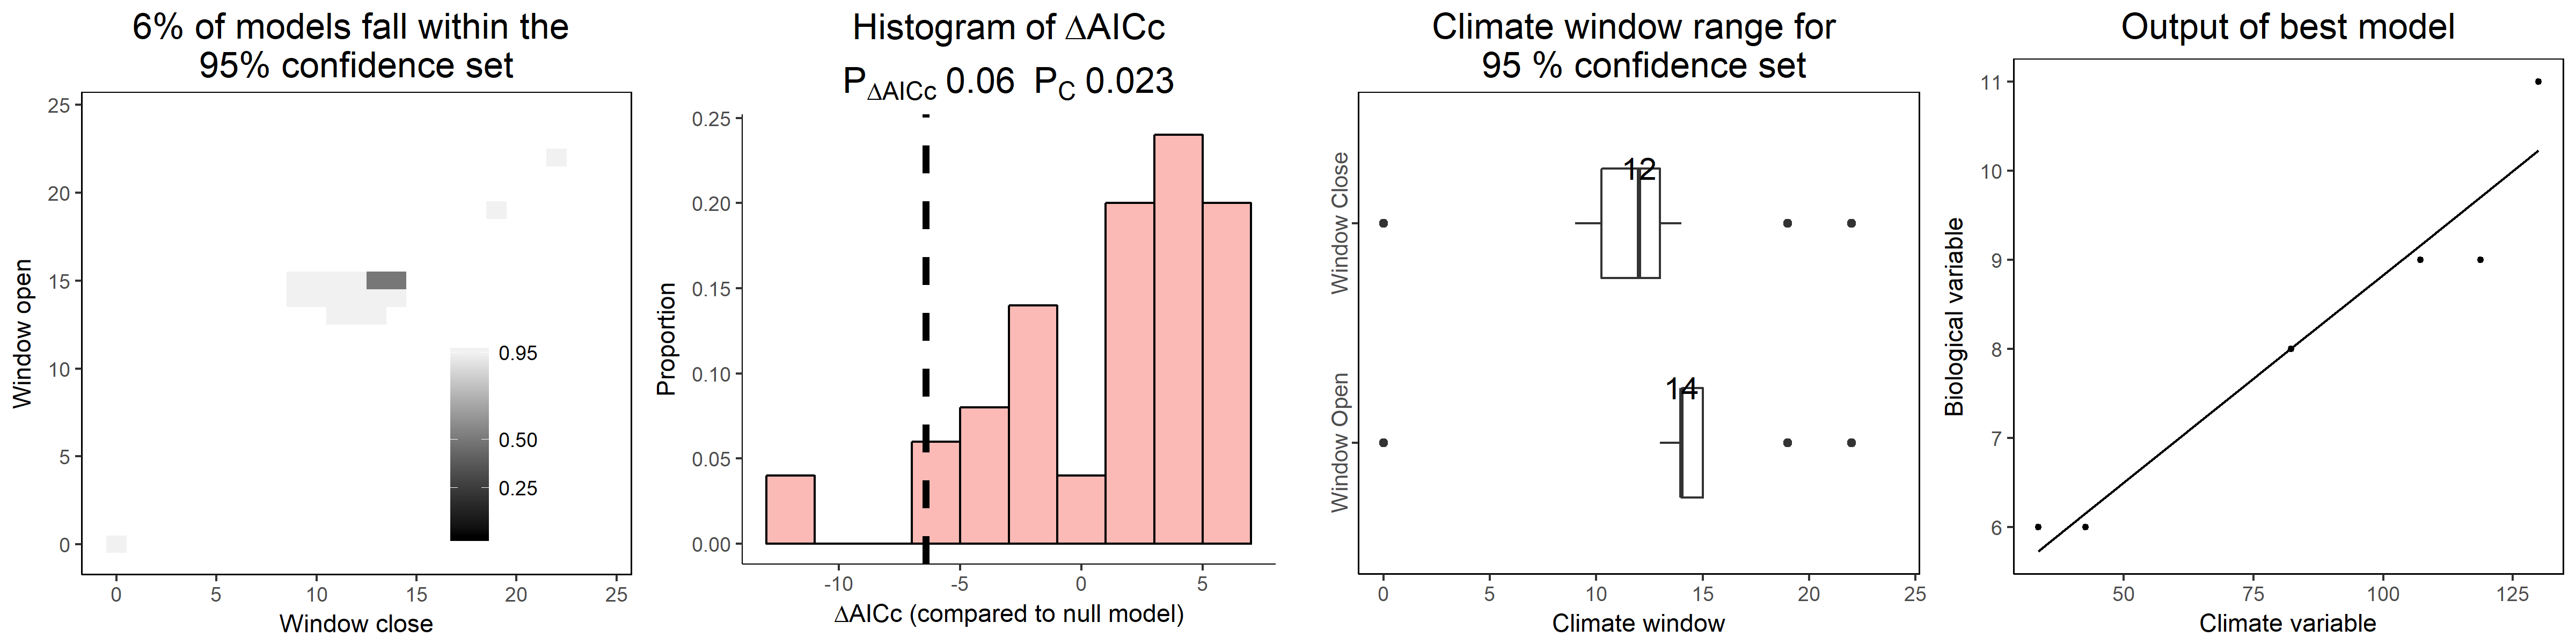 6% of models fall within the
95% confidence set
25
20
15
10
5
0
Window open
0.95
0.50
0.25
0 5 10 15 20 25
Window close
Histogram of ΔAICc
PΔAICc 0.06 PC 0.023
0.25
0.20
0.15
0.10
0.05
0.00
Proportion
-10 -5 0 5
ΔAICc (compared to null model)
Climate window range for
95 % confidence set
Window Close
Window Open
12
14
0 5 10 15 20 25
Climate window
Output of best model
11
10
9
8
7
6
Biological variable
50 75 100 125
Climate variable